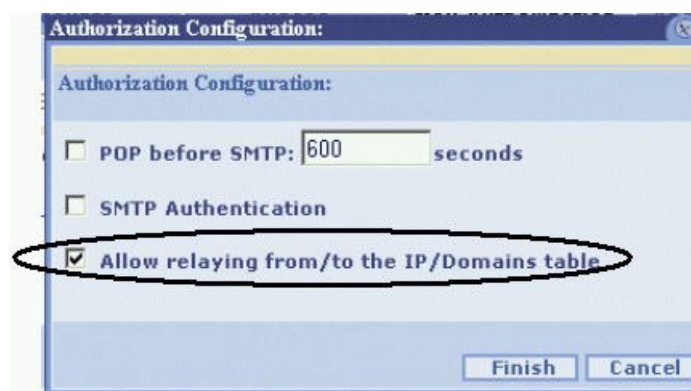 Authorization Configuration:
Authorization Configuration:
POP before SMTP: 600 seconds
SMTP Authentication
Allow relaying from/to the IP/Domains table
Finish Cancel